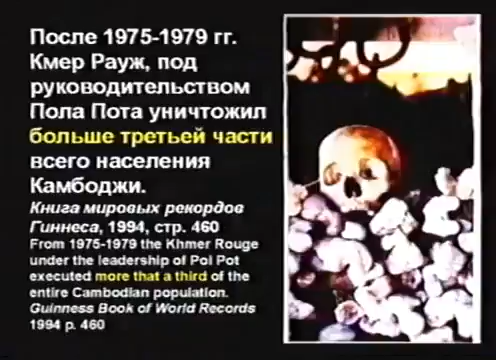 После 1975-1979 гг.
Кмер Рауж, под
руководительством
Пола Пота уничтожил
больше третьей части
всего населения
Камбоджи.
Книга мировых рекордов
Гиннеса, 1994, стр. 460
From 1975-1979 the Khmer Rouge
under the leadership of Pol Pot
executed more that a third of the
entire Cambodian population.
Guinness Book of World Records
1994 p. 460